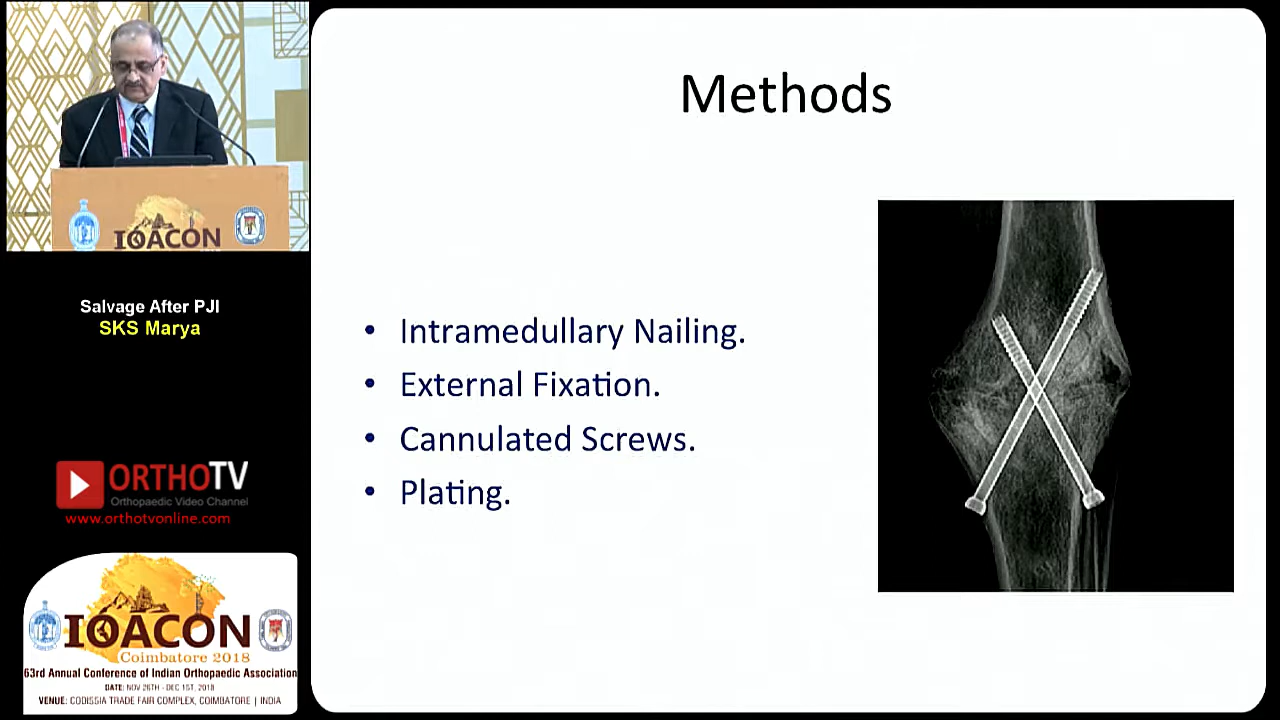 Methods
• Intramedullary Nailing.
• External Fixation.
• Cannulated Screws.
• Plating.
IOACON
Salvage After PJI
SKS Marya
ORTHOTV
Orthopaedic Video Channel
www.orthotvonline.com
IOACON
Coimbatore 2018
63rd Annual Conference of Indian Orthopaedic Association
DATE: NOV 26TH - DEC 1ST, 2018
VENUE: CODISSIA TRADE FAIR COMPLEX, COIMBATORE | INDIA